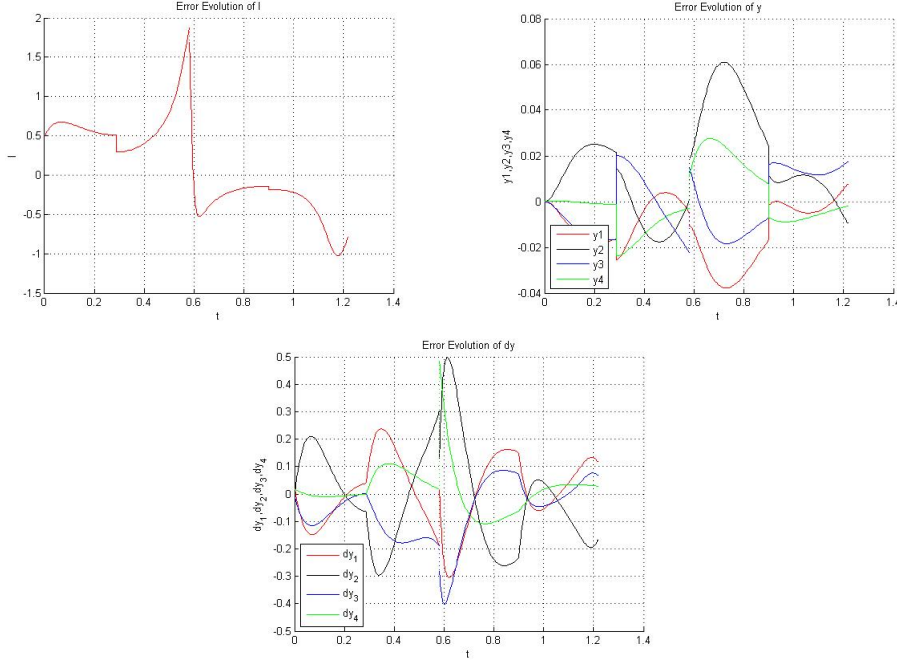 Error Evolution of I
2
1.5
1
0.5
0
-0.5
-1
-1.5
I
0 0.2 0.4 0.6 0.8 1 1.2 1.4
t
Error Evolution of y
0.08
0.06
0.04
0.02
0
-0.02
-0.04
y1,y2,y3,y4
y1
y2
y3
y4
0 0.2 0.4 0.6 0.8 1 1.2 1.4
t
Error Evolution of dy
0.5
0.4
0.3
0.2
0.1
0
-0.1
-0.2
-0.3
-0.4
-0.5
dy1,dy2,dy3,dy4
dy1
dy2
dy3
dy4
0 0.2 0.4 0.6 0.8 1 1.2 1.4
t